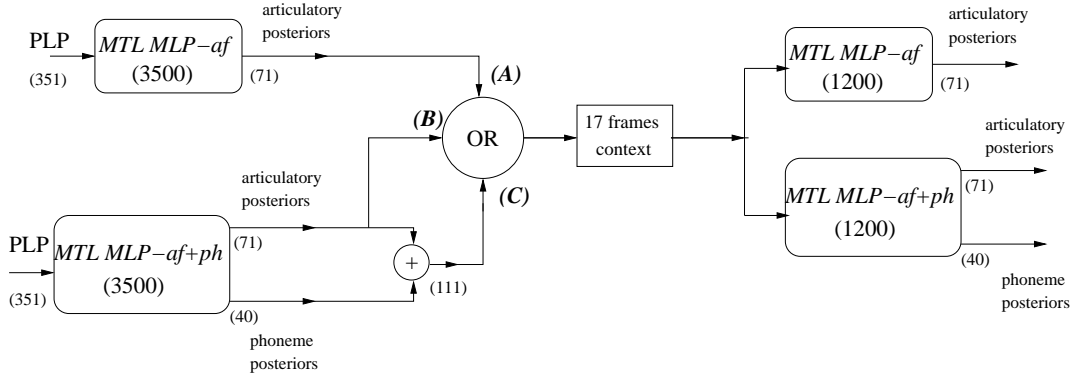 articulatory
posteriors
PLP
(351)
MTL MLP−af
(3500)
(71)
(A)
(B)
OR
(C)
17 frames
context
articulatory
posteriors
PLP
(351)
MTL MLP−af+ph
(3500)
(71)
+
(111)
(40)
phoneme
posteriors
MTL MLP−af
(1200)
articulatory
posteriors
(71)
MTL MLP−af+ph
(1200)
articulatory
posteriors
(71)
(40)
phoneme
posteriors